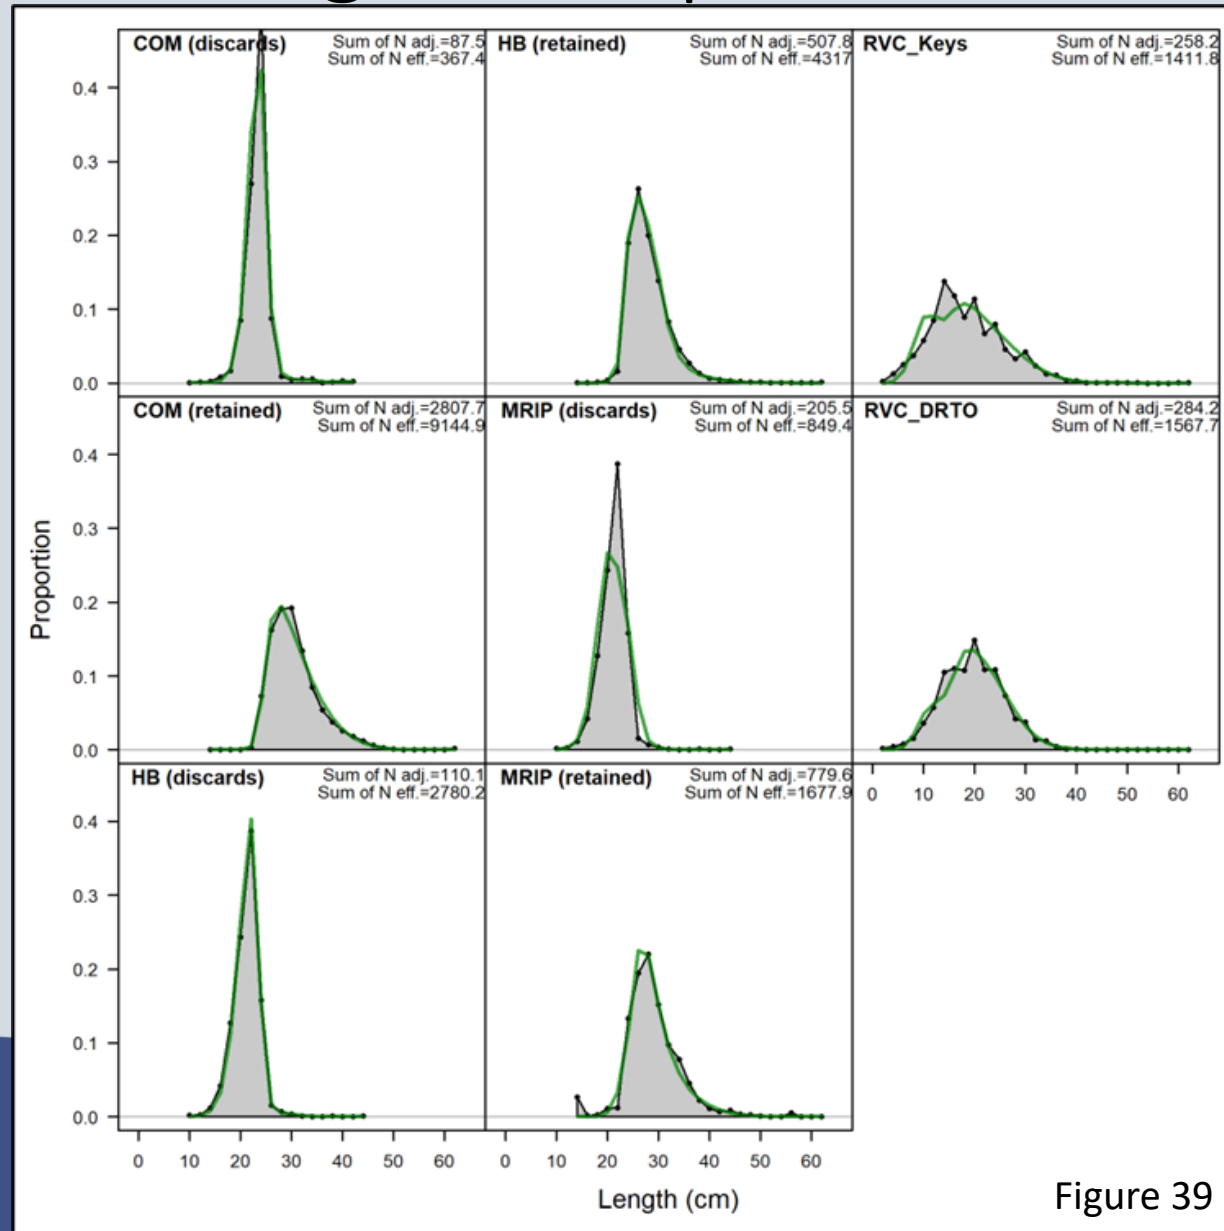 COM (discards)
Sum of N adj.=87.5
Sum of N eff.=367.4
HB (retained)
Sum of N adj.=507.8
Sum of N eff.=4317
RVC_Keys
Sum of N adj.=258.2
Sum of N eff.=1411.8
0.4
0.3
0.2
0.1
0.0
COM (retained)
Sum of N adj.=2807.7
Sum of N eff.=9144.9
MRIP (discards)
Sum of N adj.=205.5
Sum of N eff.=849.4
RVC_DRTO
Sum of N adj.=284.2
Sum of N eff.=1567.7
0.4
0.3
0.2
0.1
0.0
Proportion
0 10 20 30 40 50 60
HB (discards)
Sum of N adj.=110.1
Sum of N eff.=2780.2
MRIP (retained)
Sum of N adj.=779.6
Sum of N eff.=1677.9
0.4
0.3
0.2
0.1
0.0
0 10 20 30 40 50 60
0 10 20 30 40 50 60
Length (cm)
Figure 39